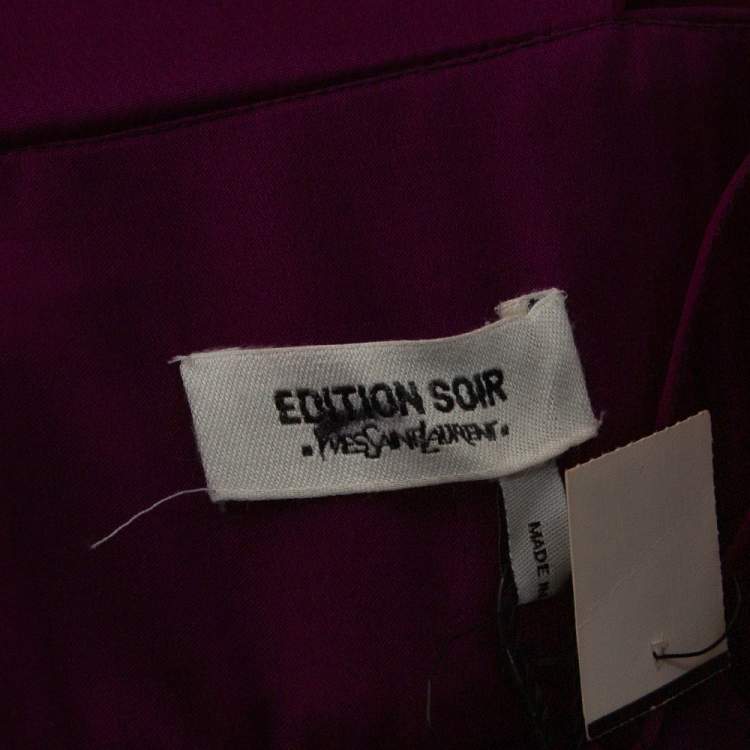 EDITION SOIR
. YVESSAINTLAURENT .
MADE IN